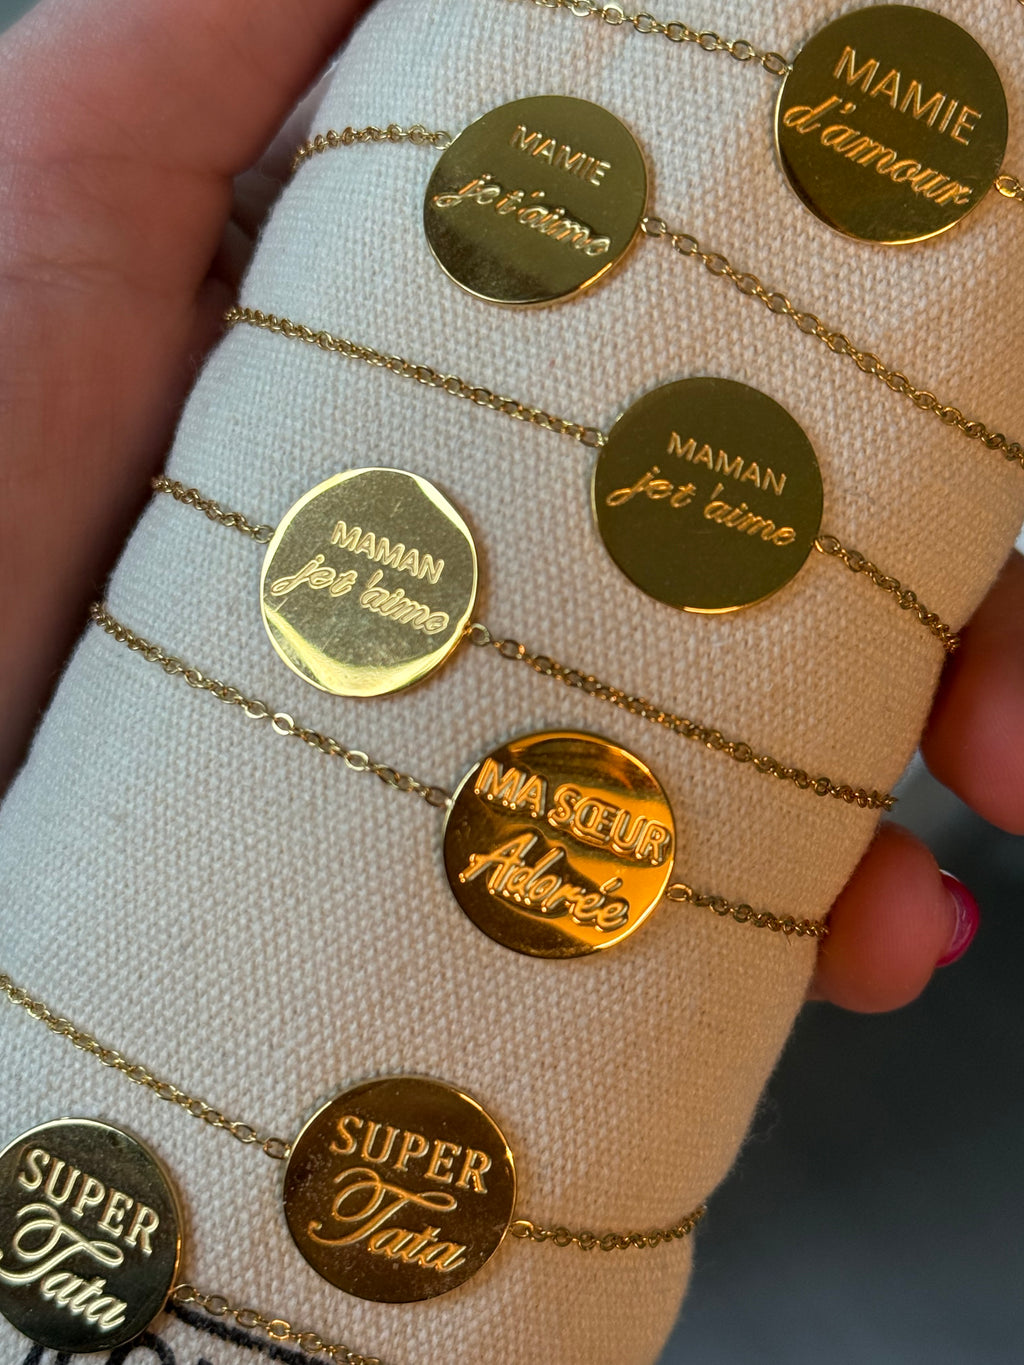 MAMIE
d'amour
MAMIE
je t'aime
MAMAN
je t'aime
MAMAN
je t'aime
MA SŒUR
Adorée
SUPER
Tata
SUPER
Tata